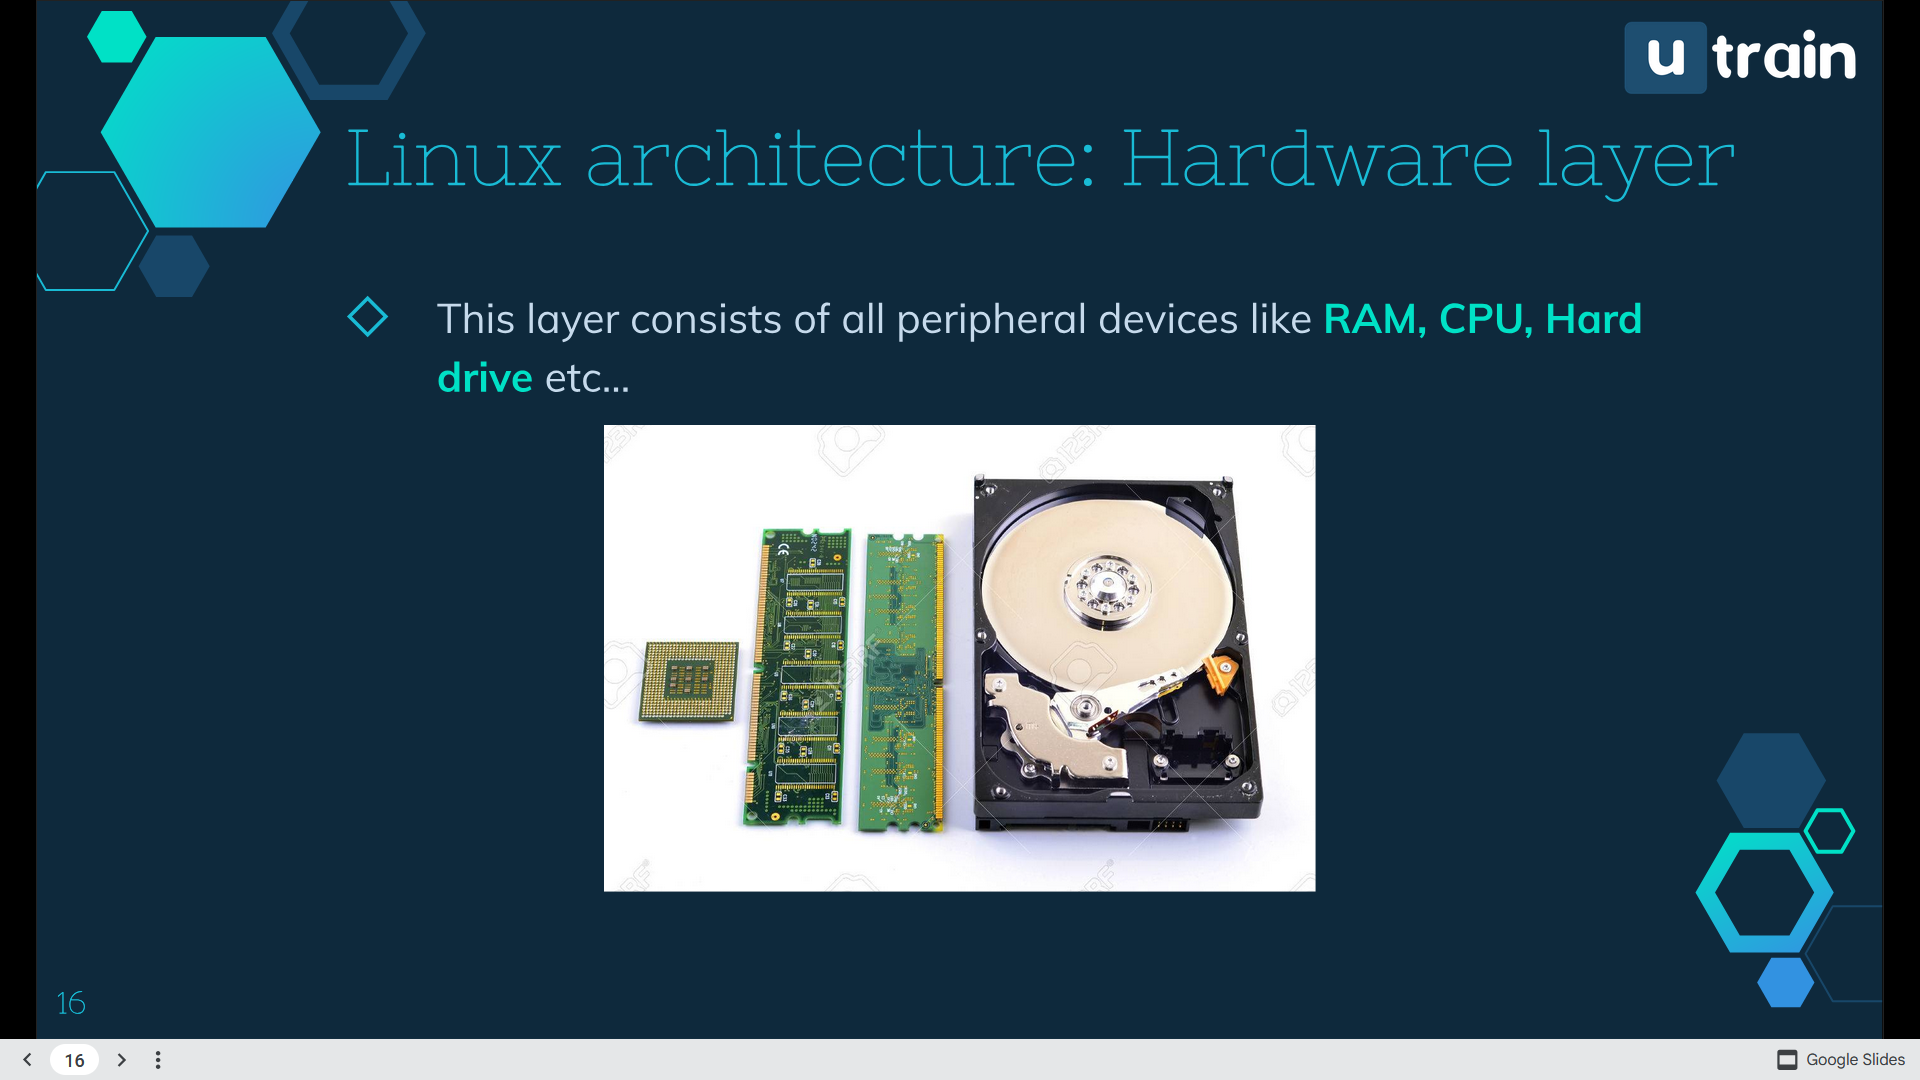 u train
Linux architecture: Hardware layer
This layer consists of all peripheral devices like RAM, CPU, Hard
drive etc...
123RF
16
16
Google Slides